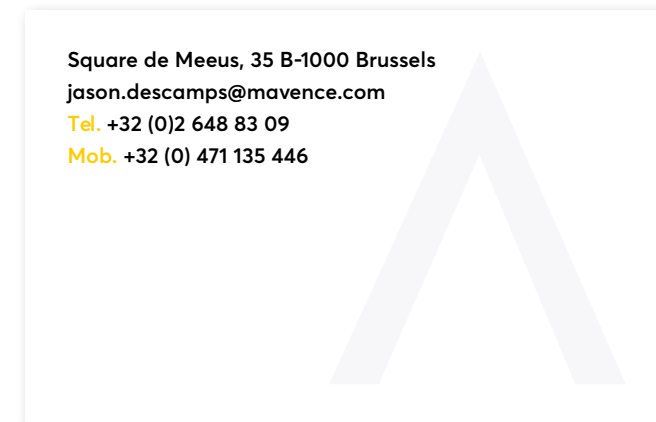 Square de Meeus, 35 B-1000 Brussels
jason.descamps@mavence.com
Tel. +32 (0)2 648 83 09
Mob. +32 (0) 471 135 446